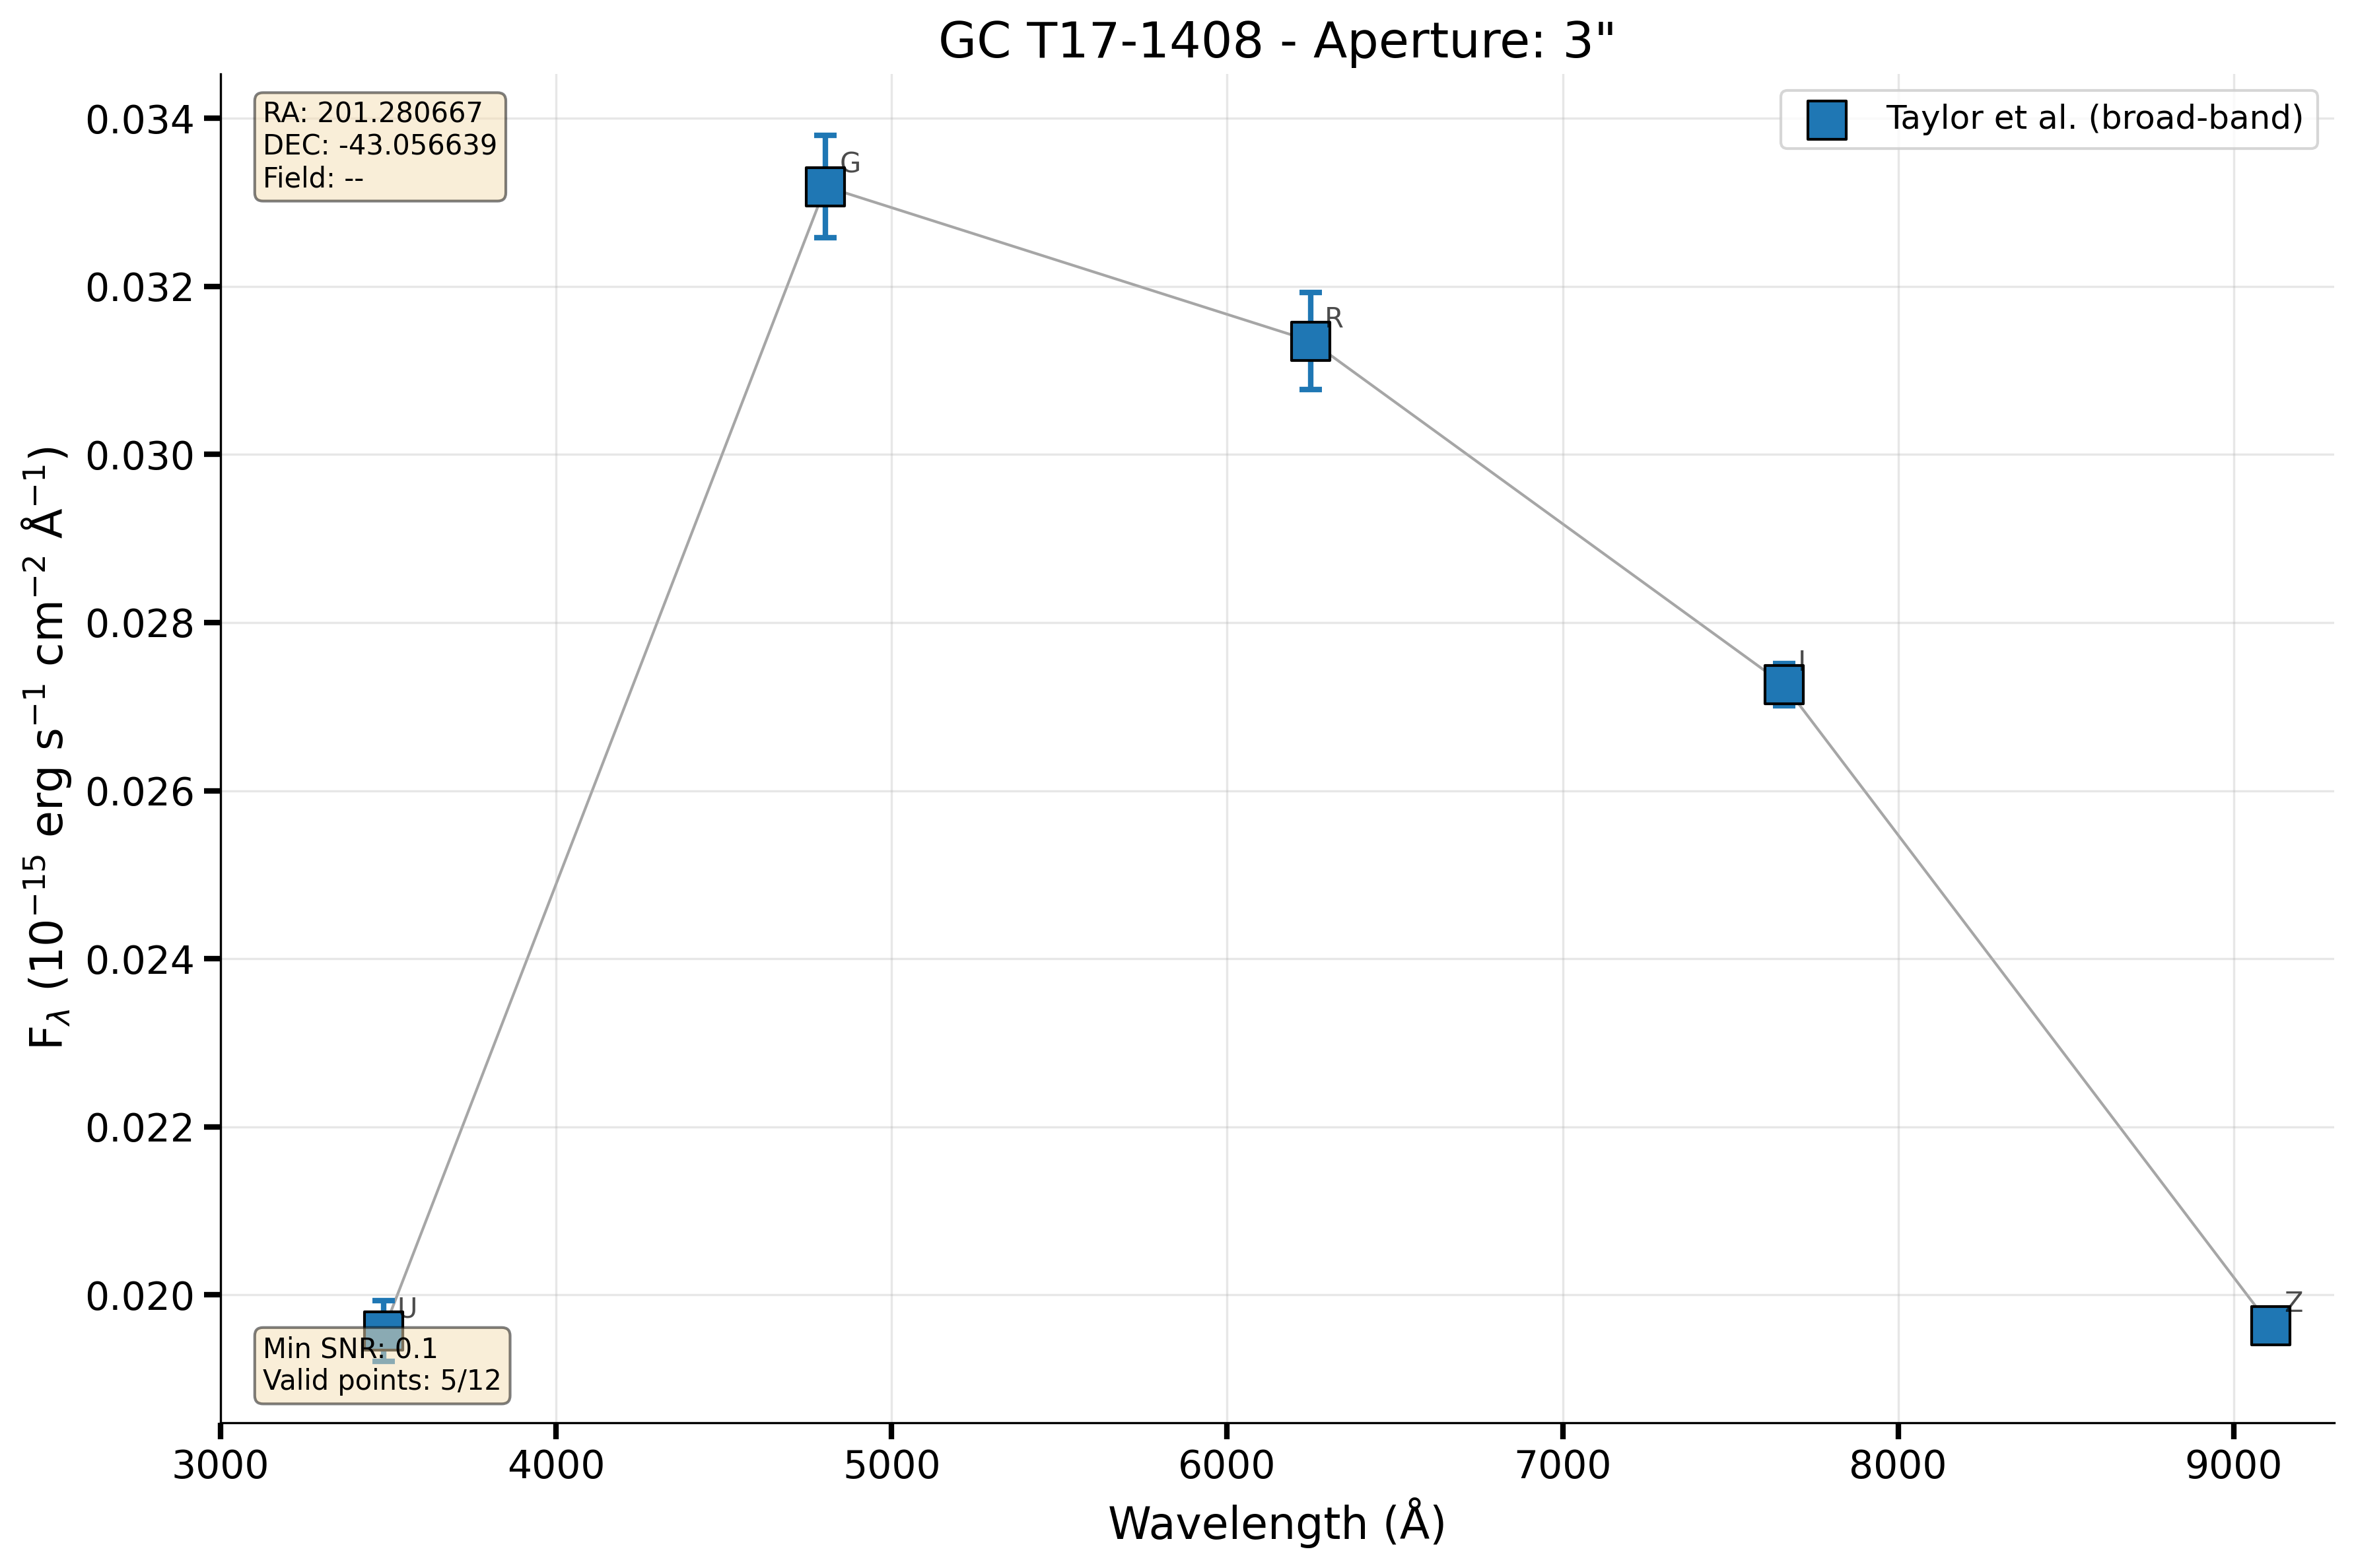 GC T17-1408 - Aperture: 3"
RA: 201.280667
DEC: -43.056639
Field: --
Taylor et al. (broad-band)
G
R
I
U
Z
Min SNR: 0.1
Valid points: 5/12
0.034
0.032
0.030
0.028
0.026
0.024
0.022
0.020
F_λ (10⁻¹⁵ erg s⁻¹ cm⁻² Å⁻¹)
3000 4000 5000 6000 7000 8000 9000
Wavelength (Å)